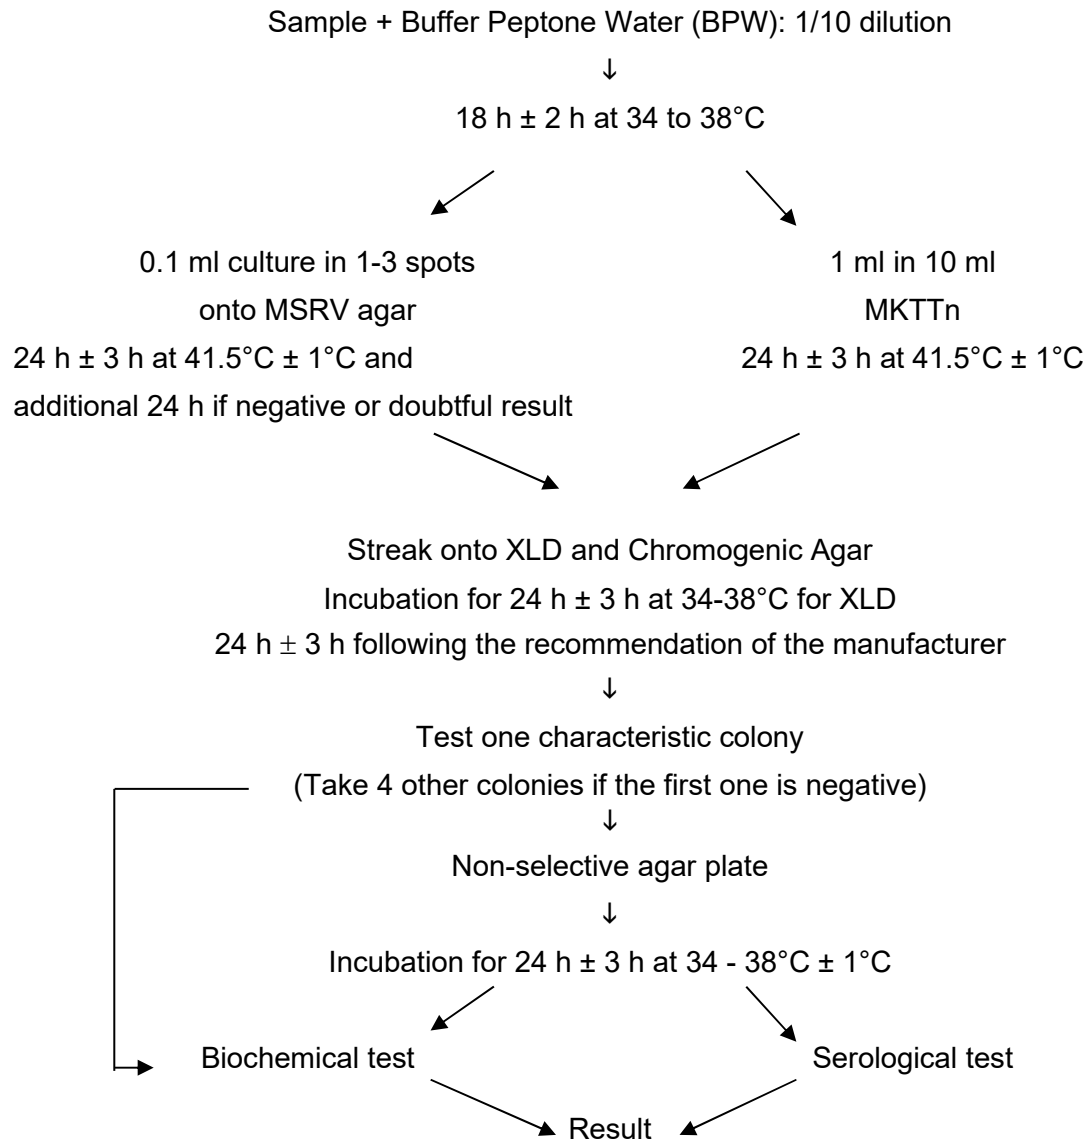 Sample + Buffer Peptone Water (BPW): 1/10 dilution
↓
18 h ± 2 h at 34 to 38°C
0.1 ml culture in 1-3 spots
onto MSRV agar
24 h ± 3 h at 41.5°C ± 1°C and
additional 24 h if negative or doubtful result
1 ml in 10 ml
MKTTn
24 h ± 3 h at 41.5°C ± 1°C
Streak onto XLD and Chromogenic Agar
Incubation for 24 h ± 3 h at 34-38°C for XLD
24 h ± 3 h following the recommendation of the manufacturer
↓
Test one characteristic colony
(Take 4 other colonies if the first one is negative)
↓
Non-selective agar plate
↓
Incubation for 24 h ± 3 h at 34 - 38°C ± 1°C
Biochemical test
Serological test
Result